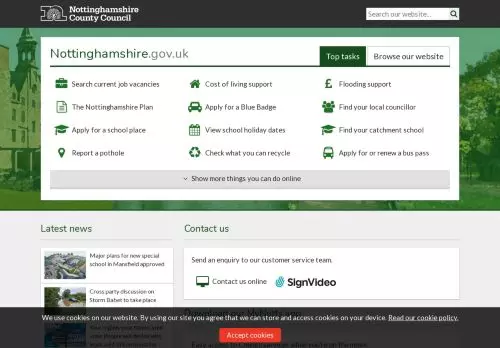 Nottinghamshire
County Council
Search our website...
Nottinghamshire.gov.uk
Top tasks
Browse our website
Search current job vacancies
Cost of living support
Flooding support
The Nottinghamshire Plan
Apply for a Blue Badge
Find your local councillor
Apply for a school place
View school holiday dates
Find your catchment school
Report a pothole
Check what you can recycle
Apply for or renew a bus pass
Show more things you can do online
Latest news
Contact us
Major plans for new special
school in Mansfield approved
Send an enquiry to our customer service team.
Contact us online
SignVideo
Cross party discussion on
Storm Babet to take place
Download our MyNotts app
We use cookies on our website. By using our site you agree that we can store and access cookies on your device. Read our cookie policy.
Accept cookies